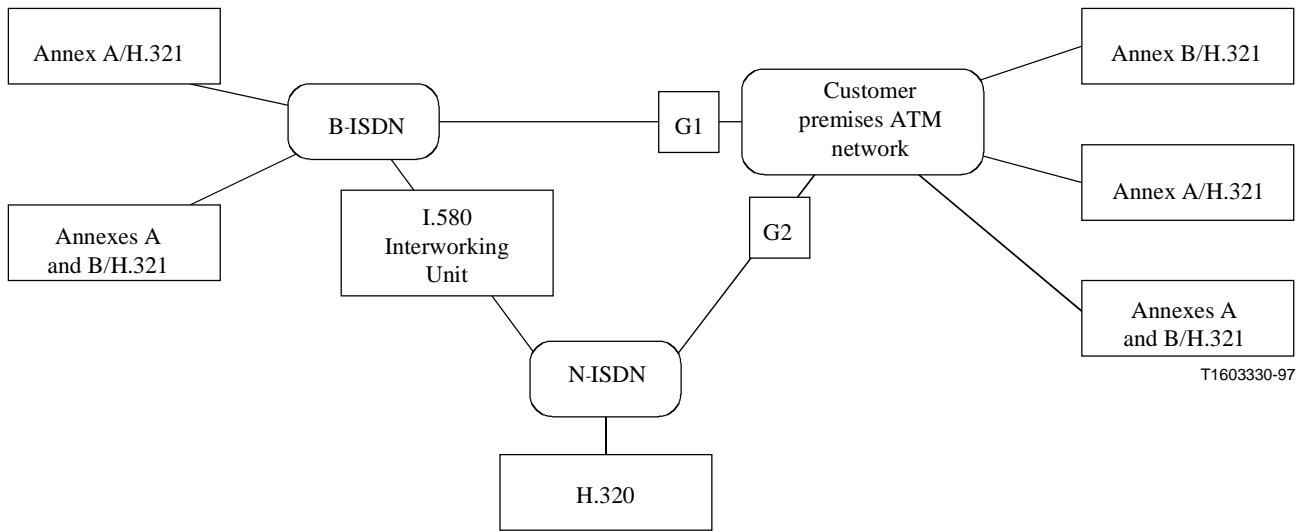 Annex A/H.321
Annex B/H.321
B-ISDN
G1
Customer
premises ATM
network
Annex A/H.321
Annexes A
and B/H.321
I.580
Interworking
Unit
G2
Annexes A
and B/H.321
N-ISDN
T1603330-97
H.320